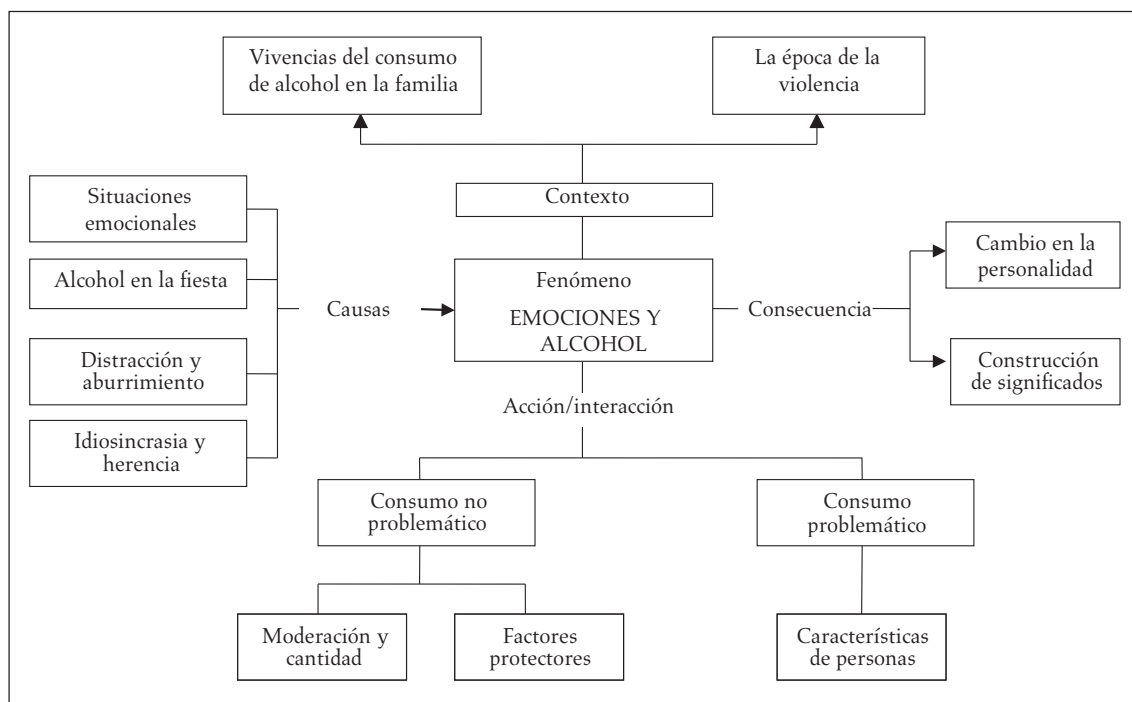 Vivencias del consumo
de alcohol en la familia
La época de la
violencia
Contexto
Situaciones
emocionales
Alcohol en la fiesta
Distracción y
aburrimiento
Idiosincrasia y
herencia
Causas
Fenómeno
EMOCIONES Y
ALCOHOL
Consecuencia
Cambio en la
personalidad
Construcción
de significados
Acción/interacción
Consumo no
problemático
Consumo
problemático
Moderación y
cantidad
Factores
protectores
Características
de personas